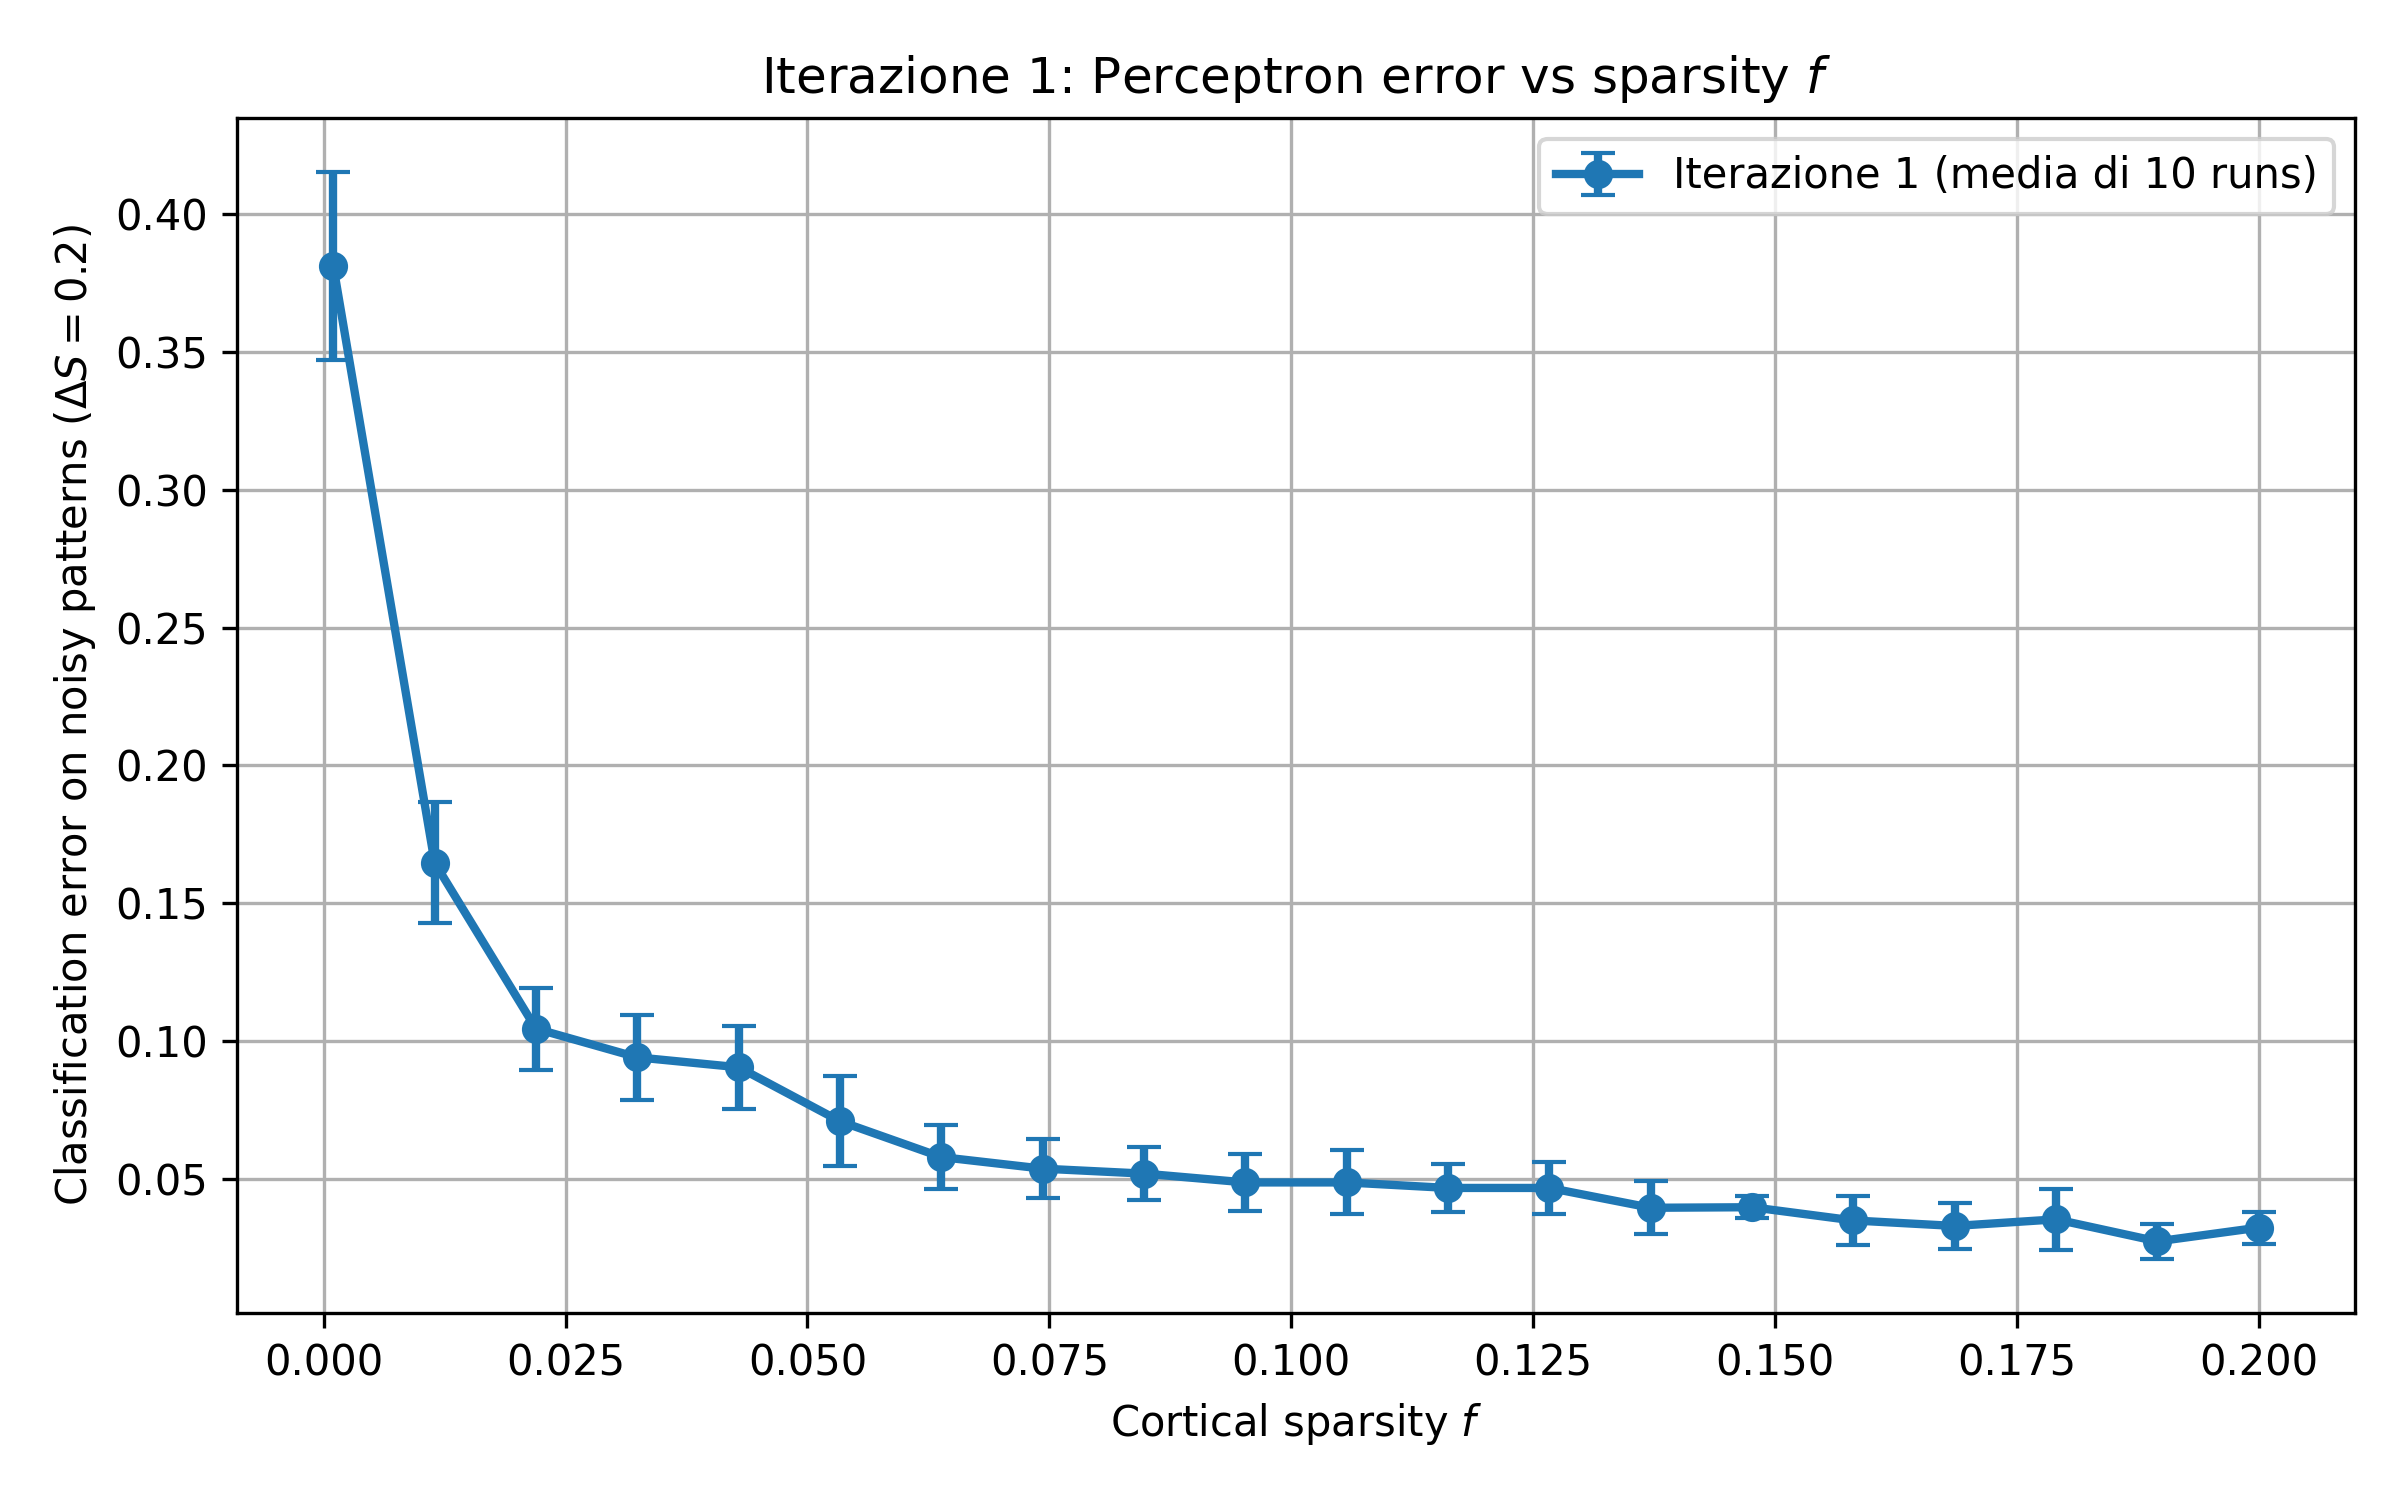 Iterazione 1: Perceptron error vs sparsity f
Iterazione 1 (media di 10 runs)
Classification error on noisy patterns (ΔS = 0.2)
0.40
0.35
0.30
0.25
0.20
0.15
0.10
0.05
0.000 0.025 0.050 0.075 0.100 0.125 0.150 0.175 0.200
Cortical sparsity f